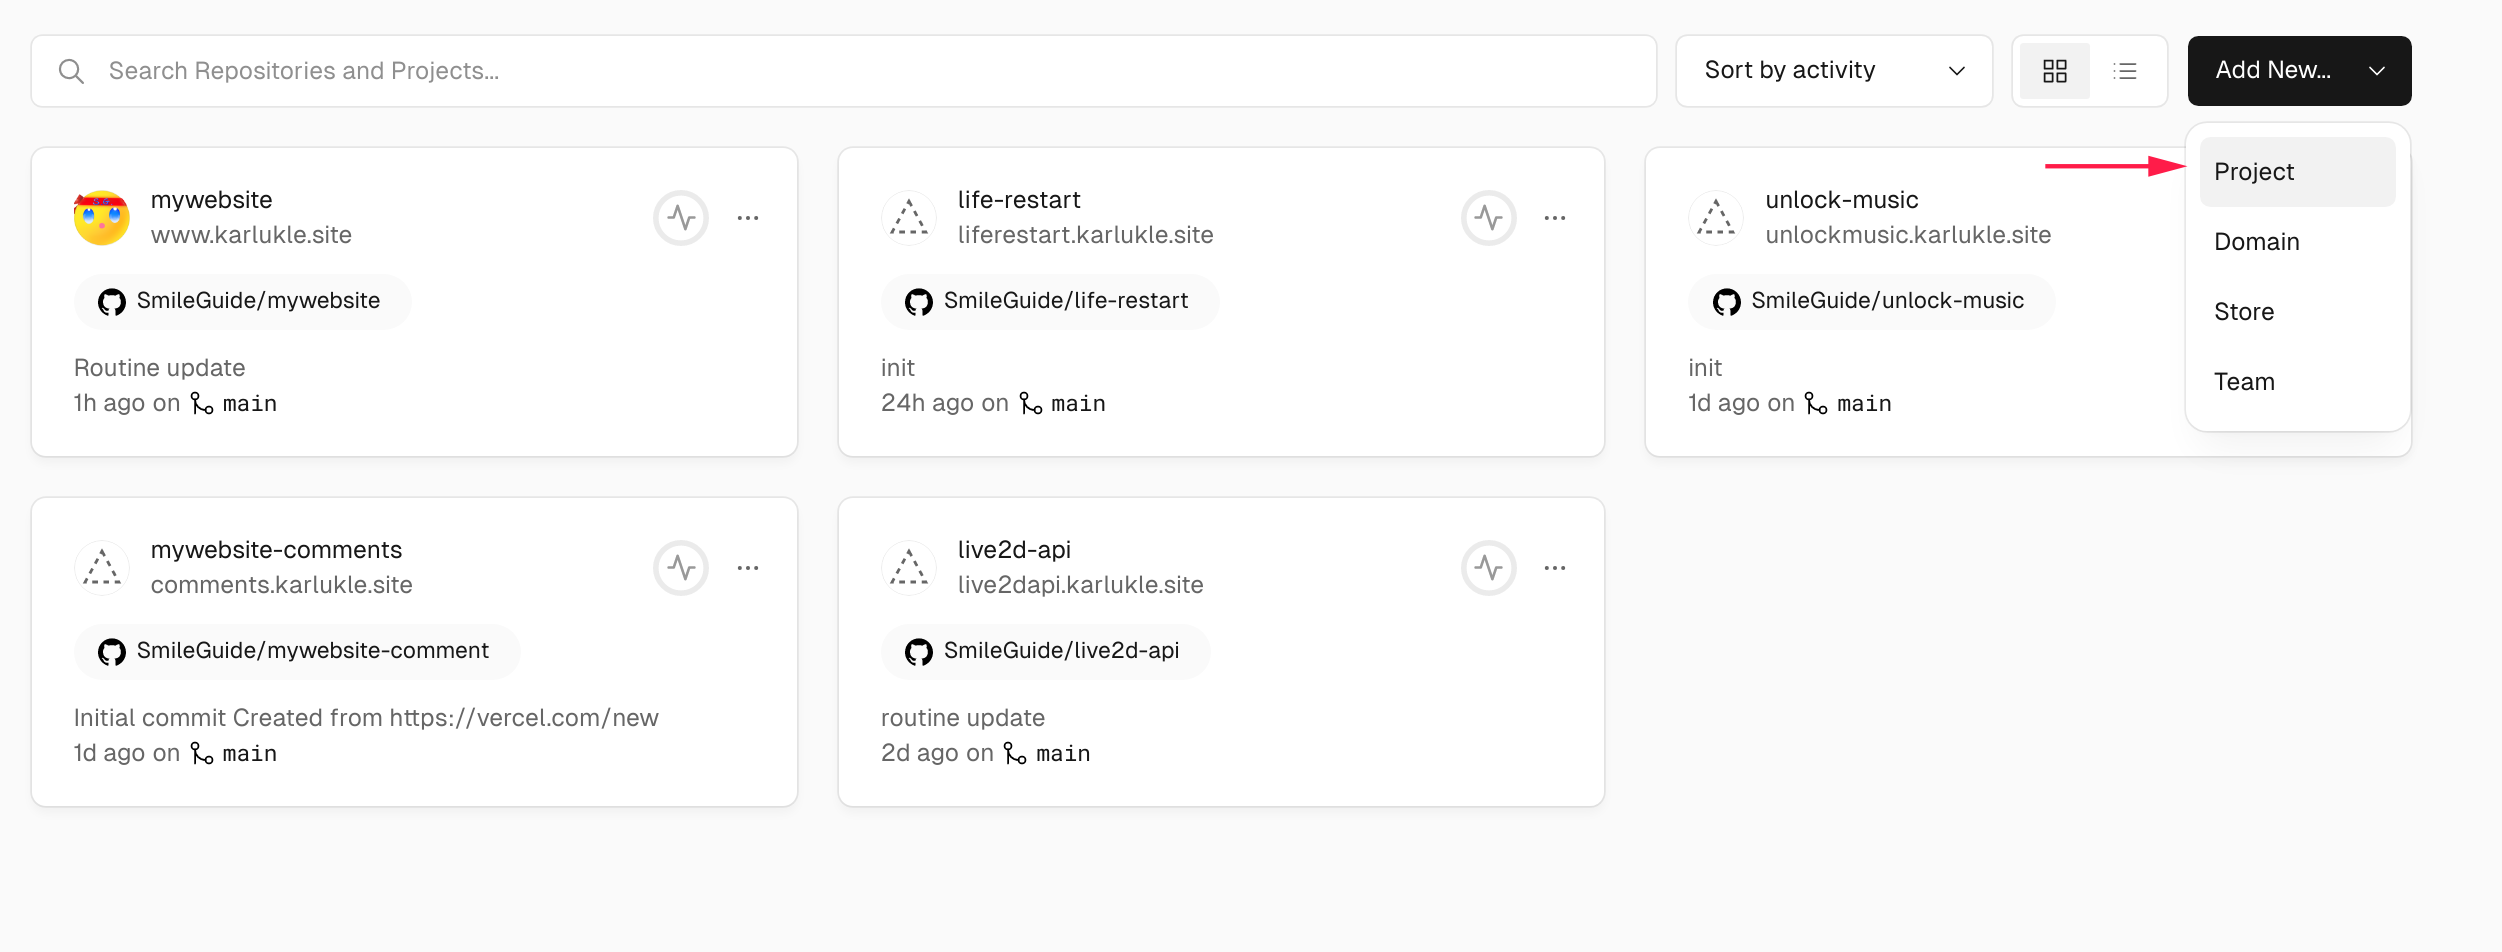 Search Repositories and Projects...
Sort by activity
Add New...
Project
Domain
Store
Team
mywebsite
www.karlukle.site
SmileGuide/mywebsite
Routine update
1h ago on main
life-restart
liferestart.karlukle.site
SmileGuide/life-restart
init
24h ago on main
unlock-music
unlockmusic.karlukle.site
SmileGuide/unlock-music
init
1d ago on main
mywebsite-comments
comments.karlukle.site
SmileGuide/mywebsite-comment
Initial commit Created from https://vercel.com/new
1d ago on main
live2d-api
live2dapi.karlukle.site
SmileGuide/live2d-api
routine update
2d ago on main